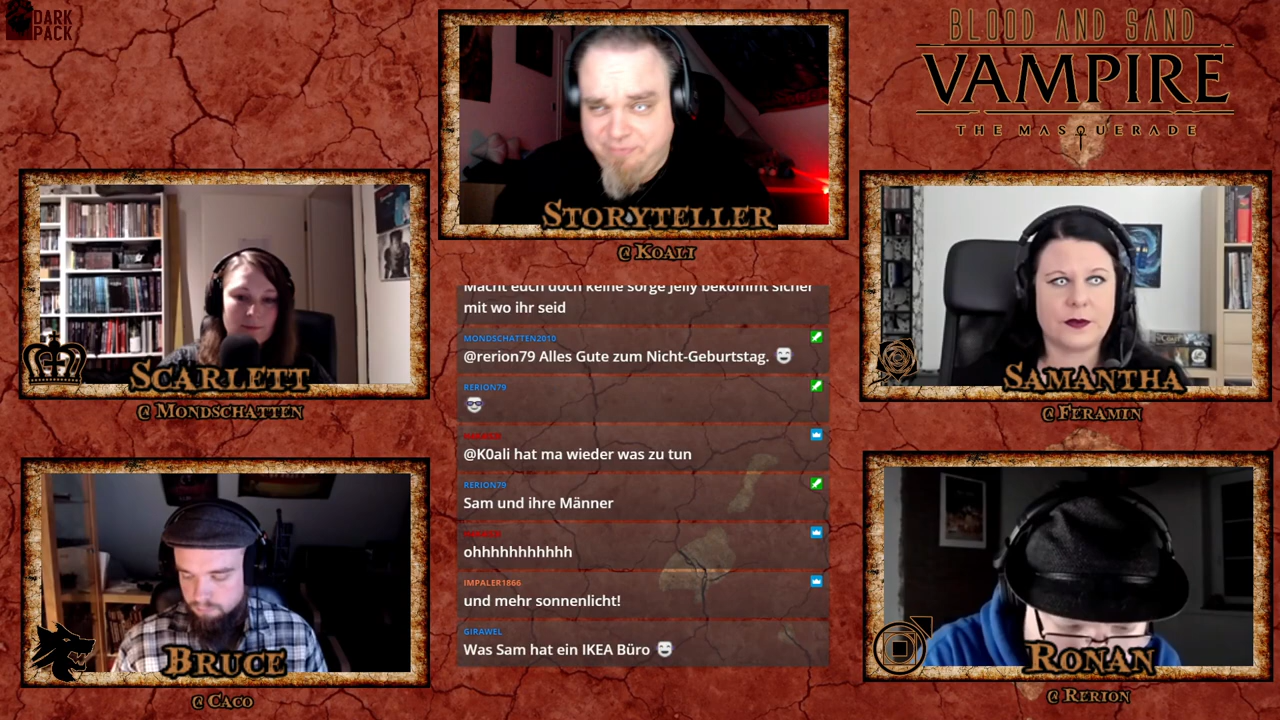 DARK
PACK
BLOOD AND SAND
VAMPIRE
THE MASQUERADE
STORYTELLER
@ KOALI
SCARLETT
@ MONDSCHATTEN
SAMANTHA
@ FERAMIN
Macht euch doch keine sorge Jelly bekommt sicher
mit wo ihr seid
MONDSCHATTEN2010
@rerion79 Alles Gute zum Nicht-Geburtstag.
RERION79
@K0ali hat ma wieder was zu tun
RERION79
Sam und ihre Männer
ohhhhhhhhhhh
IMPALER1866
und mehr sonnenlicht!
GIRAWEL
Was Sam hat ein IKEA Büro
BRUCE
@ CACO
RONAN
@ RERION